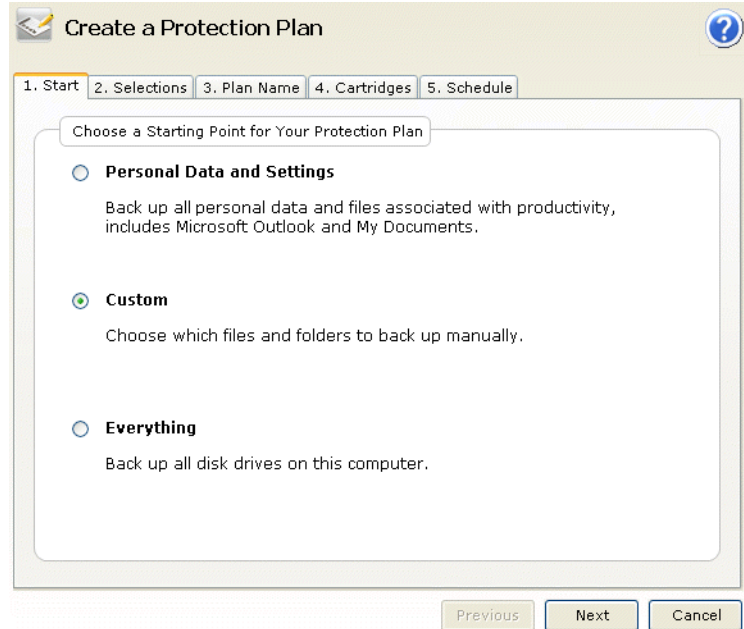 Create a Protection Plan
?
1. Start 2. Selections 3. Plan Name 4. Cartridges 5. Schedule
Choose a Starting Point for Your Protection Plan
Personal Data and Settings
Back up all personal data and files associated with productivity,
includes Microsoft Outlook and My Documents.
Custom
Choose which files and folders to back up manually.
Everything
Back up all disk drives on this computer.
Previous Next Cancel